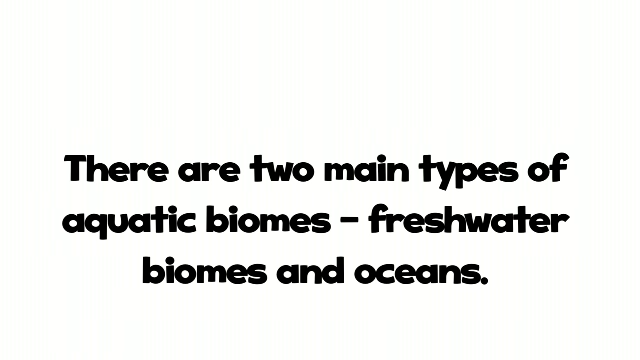 There are two main types of
aquatic biomes - freshwater
biomes and oceans.